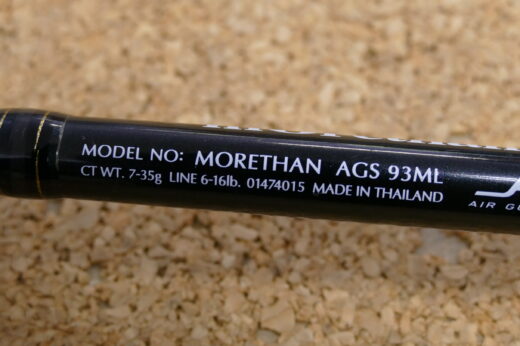 MODEL NO: MORETHAN AGS 93ML
CT WT. 7-35g LINE 6-16lb. 01474015 MADE IN THAILAND
AIR GU